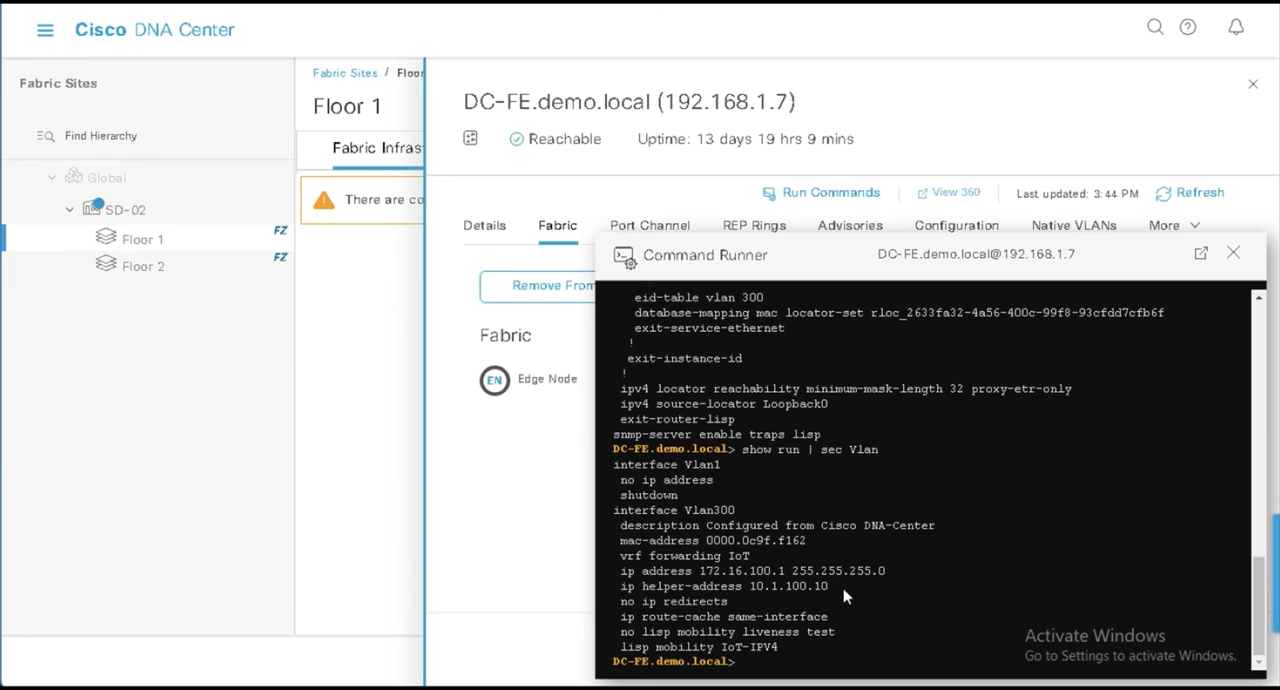 Cisco DNA Center
Fabric Sites
Find Hierarchy
Global
SD-02
Floor 1
FZ
Floor 2
FZ
Fabric Sites / Floor
Floor 1
Fabric Infras
There are co
DC-FE.demo.local (192.168.1.7)
Reachable Uptime: 13 days 19 hrs 9 mins
Run Commands View 360 Last updated: 3:44 PM Refresh
Details Fabric Port Channel REP Rings Advisories Configuration Native VLANs More
Remove From
Fabric
EN Edge Node
Command Runner DC-FE.demo.local@192.168.1.7
eid-table vlan 300
database-mapping mac locator-set rloc_2633fa32-4a56-400c-99f8-93cfdd7cfb6f
exit-service-ethernet
!
exit-instance-id
!
ipv4 locator reachability minimum-mask-length 32 proxy-etr-only
ipv4 source-locator Loopback0
exit-router-lisp
snmp-server enable traps lisp
DC-FE.demo.local> show run | sec Vlan
interface Vlan1
no ip address
shutdown
interface Vlan300
description Configured from Cisco DNA-Center
mac-address 0000.0c9f.f162
vrf forwarding IoT
ip address 172.16.100.1 255.255.255.0
ip helper-address 10.1.100.10
no ip redirects
ip route-cache same-interface
no lisp mobility liveness test
lisp mobility IoT-IPV4
DC-FE.demo.local>
Activate Windows
Go to Settings to activate Windows.